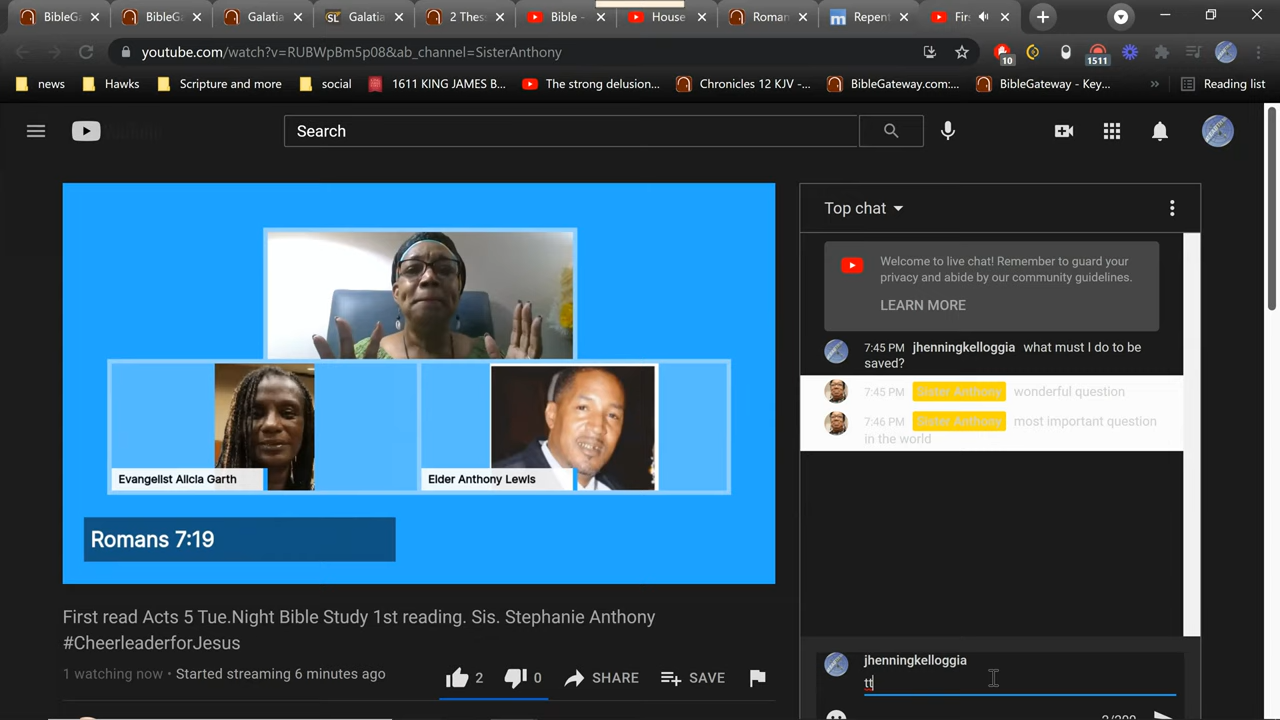 BibleG
BibleG
Galatia
Galatia
2 Thess
Bible -
House
Roman
Repent
Firs
youtube.com/watch?v=RUBWpBm5p08&ab_channel=SisterAnthony
10
1511
news
Hawks
Scripture and more
social
1611 KING JAMES B...
The strong delusion...
Chronicles 12 KJV -...
BibleGateway.com:...
BibleGateway - Key...
»
Reading list
Search
Top chat
Welcome to live chat! Remember to guard your
privacy and abide by our community guidelines.
LEARN MORE
7:45 PM jhenningkelloggia what must I do to be
saved?
7:45 PM Sister Anthony wonderful question
7:46 PM Sister Anthony most important question
in the world
Evangelist Alicia Garth
Elder Anthony Lewis
Romans 7:19
First read Acts 5 Tue.Night Bible Study 1st reading. Sis. Stephanie Anthony
#CheerleaderforJesus
1 watching now • Started streaming 6 minutes ago
2
0
SHARE
SAVE
jhenningkelloggia
tt
2/200